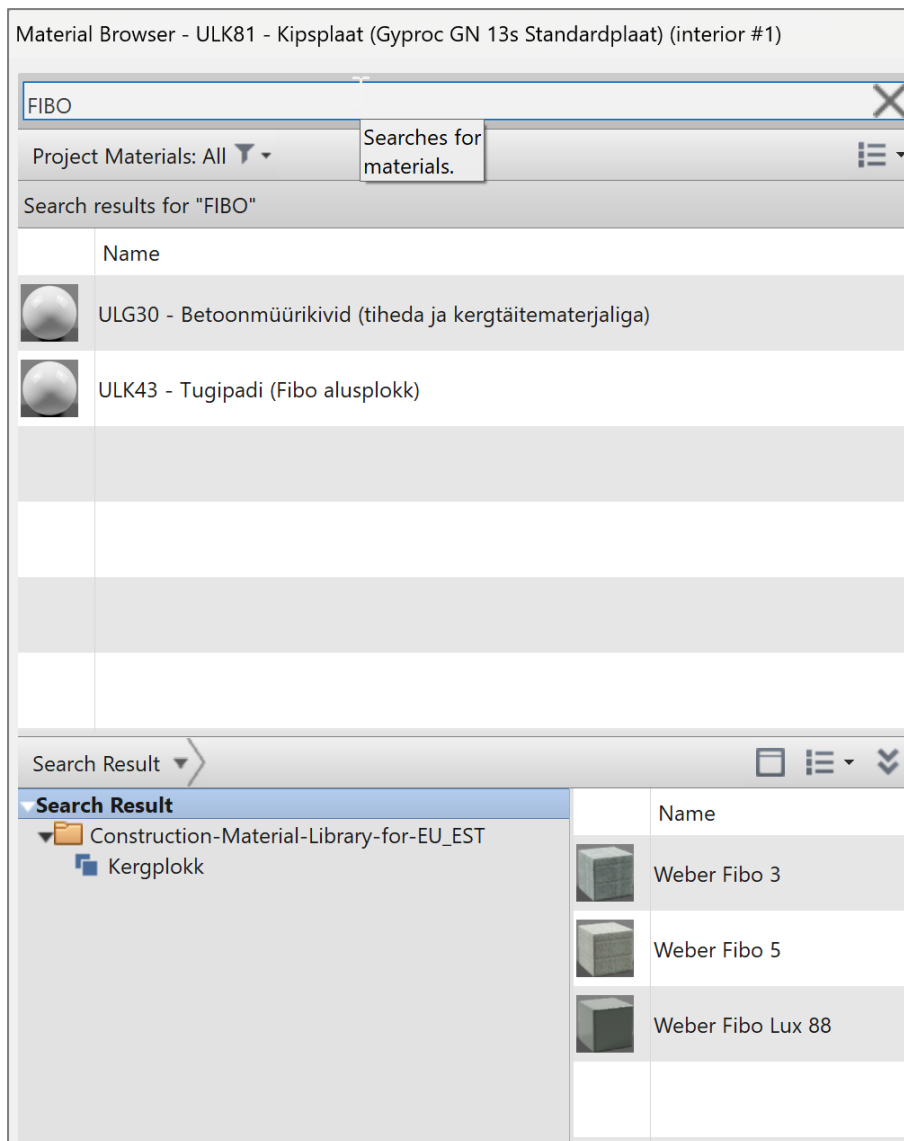 Material Browser - ULK81 - Kipsplaat (Gyproc GN 13s Standardplaat) (interior #1)
FIBO
Searches for
materials.
Project Materials: All
Search results for "FIBO"
Name
ULG30 - Betoonmüürikivid (tiheda ja kergtäitematerjaliga)
ULK43 - Tugipadi (Fibo alusplokk)
Search Result
Search Result
Construction-Material-Library-for-EU_EST
Kergplokk
Name
Weber Fibo 3
Weber Fibo 5
Weber Fibo Lux 88